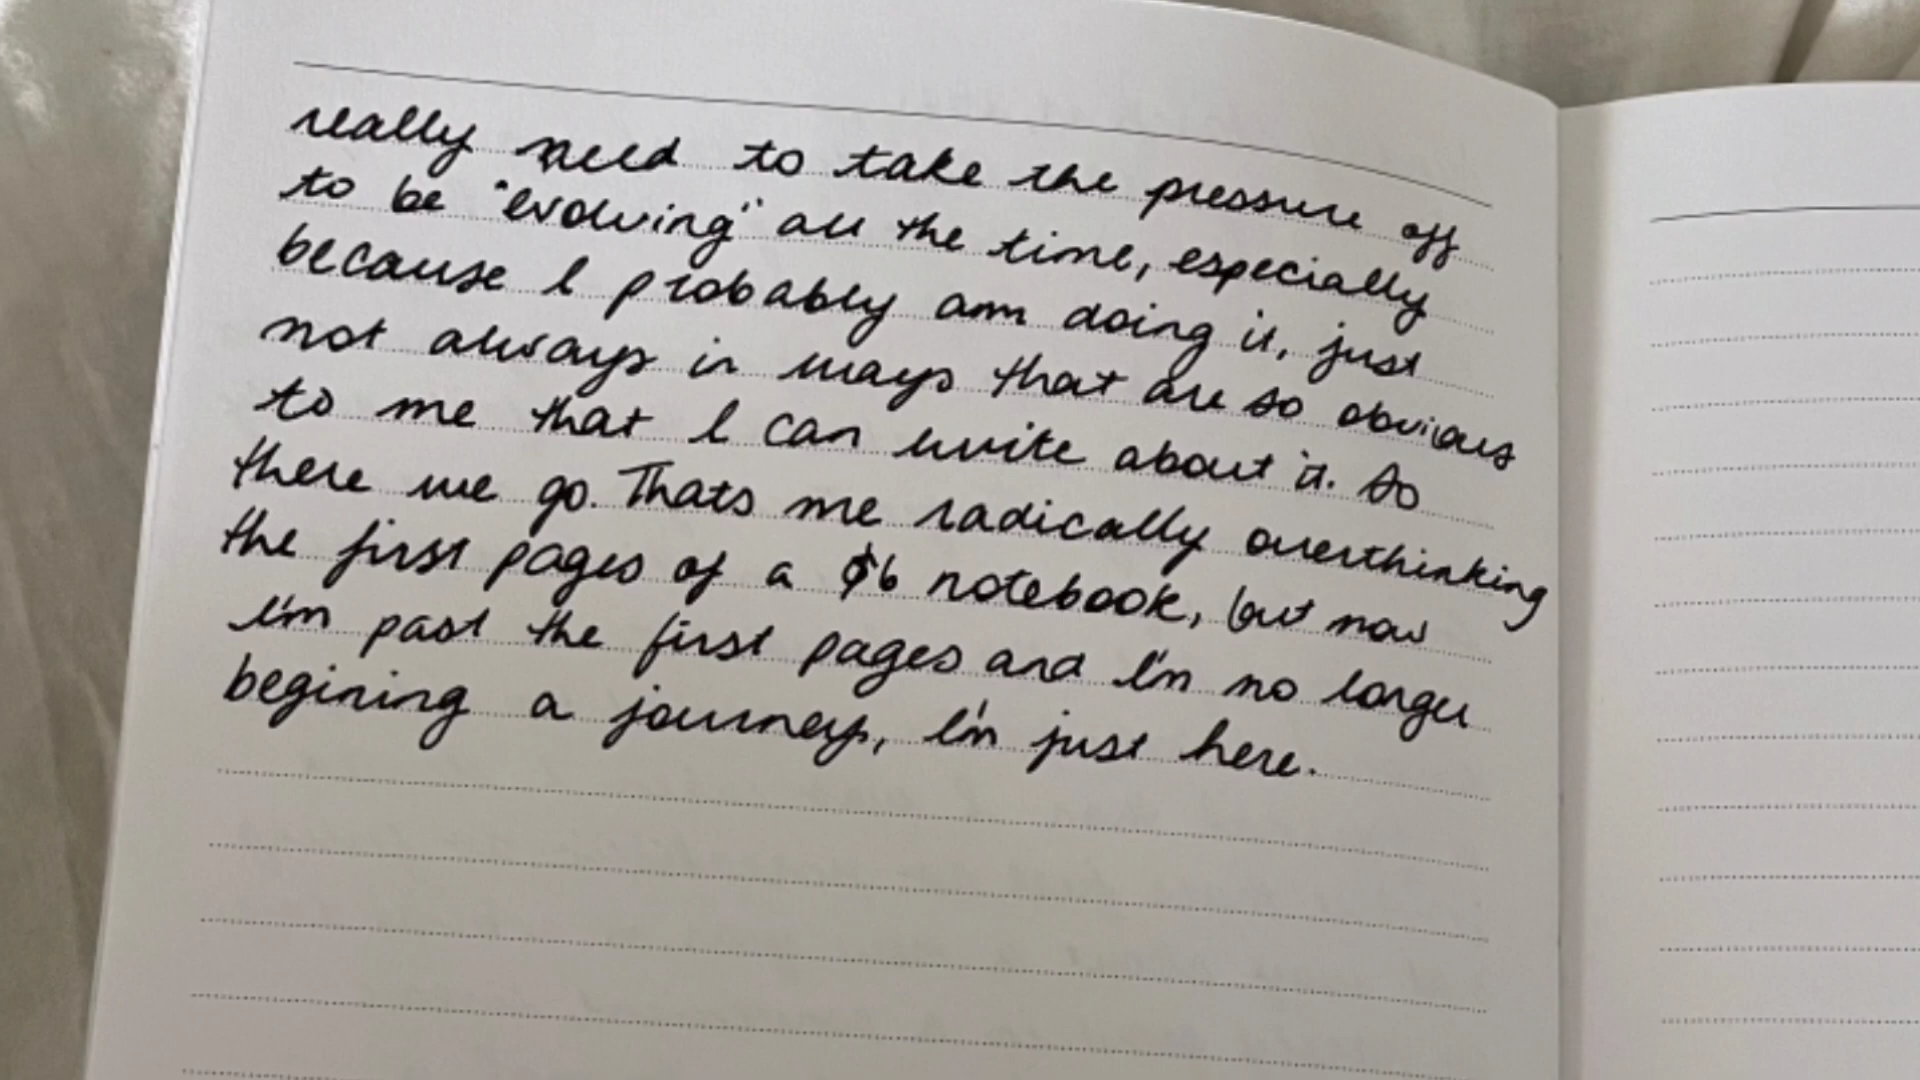 really need to take the pressure off
to be "evolving" all the time, especially
because I probably am doing it, just
not always in ways that are so obvious
to me that I can write about it. So
there we go. Thats me radically overthinking
the first pages of a $6 notebook, but now
I'm past the first pages and I'm no longer
begining a journey, I'm just here.